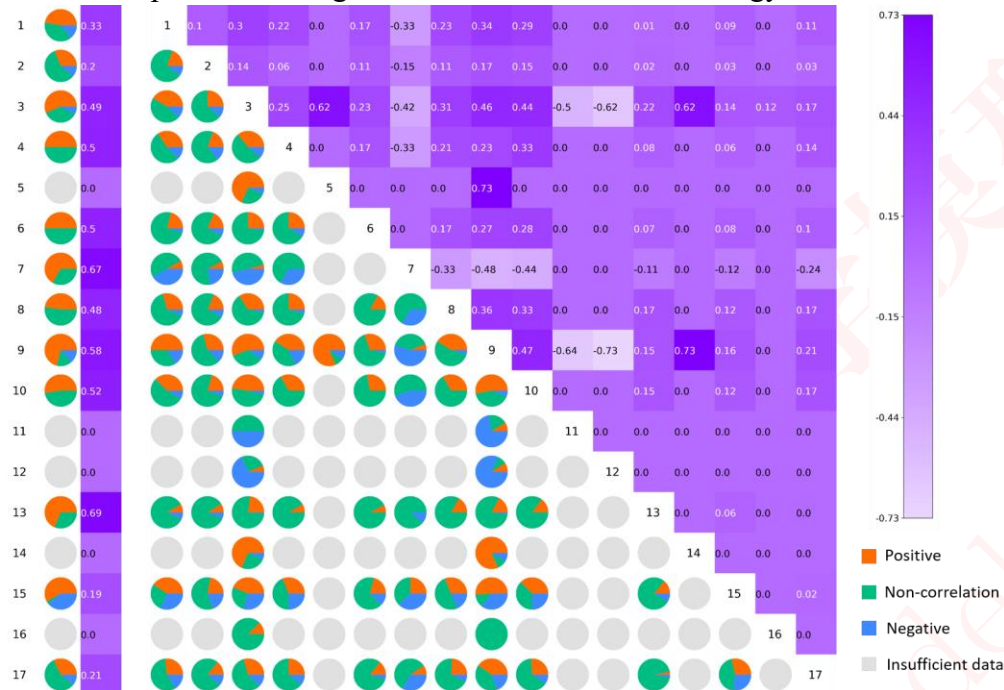 1 0.33 1 0.1 0.3 0.22 0.0 0.17 -0.33 0.23 0.34 0.29 0.0 0.0 0.01 0.0 0.09 0.0 0.11
2 0.2 2 0.14 0.06 0.0 0.11 -0.15 0.11 0.17 0.15 0.0 0.0 0.02 0.0 0.03 0.0 0.03
3 0.49 3 0.25 0.62 0.23 -0.42 0.31 0.46 0.44 -0.5 -0.62 0.22 0.62 0.14 0.12 0.17
4 0.5 4 0.0 0.17 -0.33 0.21 0.23 0.33 0.0 0.0 0.08 0.0 0.06 0.0 0.14
5 0.0 5 0.0 0.0 0.0 0.73 0.0 0.0 0.0 0.0 0.0 0.0 0.0 0.0
6 0.5 6 0.0 0.17 0.27 0.28 0.0 0.0 0.07 0.0 0.08 0.0 0.1
7 0.67 7 -0.33 -0.48 -0.44 0.0 0.0 -0.11 0.0 -0.12 0.0 -0.24
8 0.48 8 0.36 0.33 0.0 0.0 0.17 0.0 0.12 0.0 0.17
9 0.58 9 0.47 -0.64 -0.73 0.15 0.73 0.16 0.0 0.21
10 0.52 10 0.0 0.0 0.15 0.0 0.12 0.0 0.17
11 0.0 11 0.0 0.0 0.0 0.0 0.0 0.0
12 0.0 12 0.0 0.0 0.0 0.0 0.0
13 0.69 13 0.0 0.06 0.0 0.0
14 0.0 14 0.0 0.0 0.0
15 0.19 15 0.0 0.02
16 0.0 16 0.0
17 0.21 17
0.73
0.44
0.15
-0.15
-0.44
-0.73
Positive
Non-correlation
Negative
Insufficient data